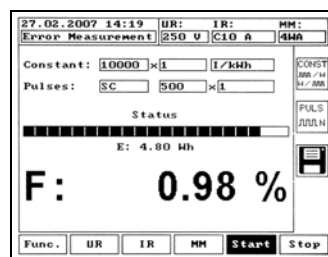 27.02.2007 14:19 UR: IR: MM:
Error Measurement 250 V C10 A 4WA
Constant: 10000 x 1 I/kWh
Pulses: SC 500 x 1
CONST
PULS
N
Status
E: 4.80 Wh
F: 0.98 %
Func. UR IR MM Start Stop